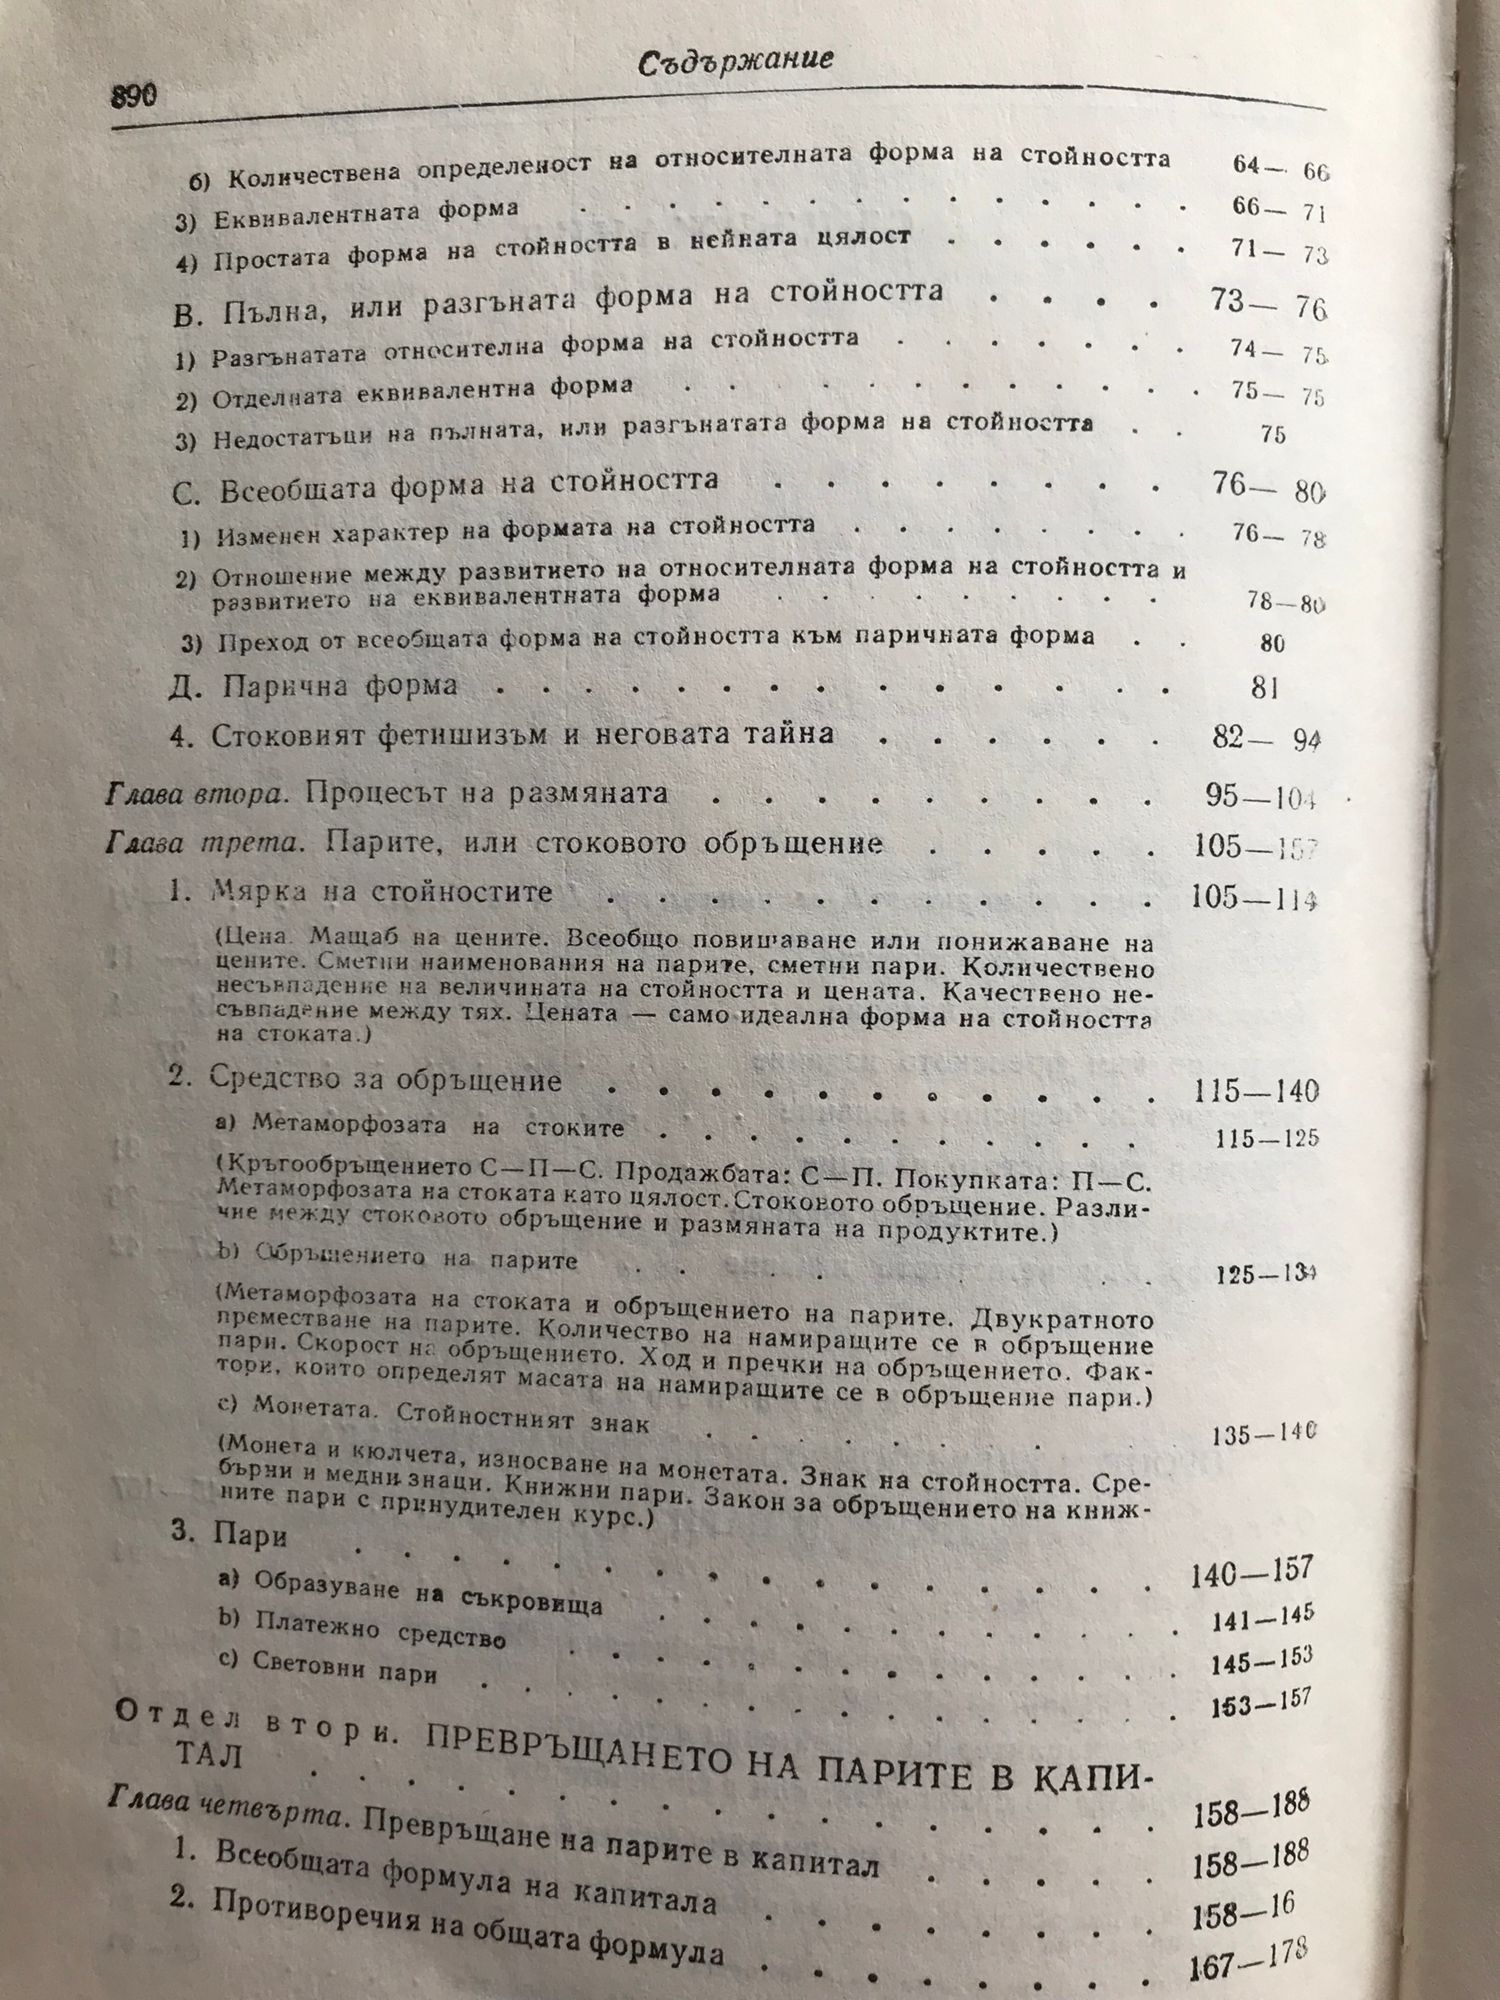 890
Съдържание
б) Количествена определеност на относителната форма на стойността 64— 66
3) Еквивалентната форма . . . . . . . . . . . . . . 66— 71
4) Простата форма на стойността в нейната цялост . . . . . . 71— 73
В. Пълна, или разгъната форма на стойността . . . . 73— 76
1) Разгънатата относителна форма на стойността . . . . . . . 74— 75
2) Отделната еквивалентна форма . . . . . . . . . . . . 75— 75
3) Недостатъци на пълната, или разгънатата форма на стойността . . 75
С. Всеобщата форма на стойността . . . . . . . . 76— 80
1) Изменен характер на формата на стойността . . . . . . . . 76— 78
2) Отношение между развитието на относителната форма на стойността и
развитието на еквивалентната форма . . . . . . . . . 78—80
3) Преход от всеобщата форма на стойността към паричната форма . . 80
Д. Парична форма . . . . . . . . . . . . . . . 81
4. Стоковият фетишизъм и неговата тайна . . . . . . 82— 94
Глава втора. Процесът на размяната . . . . . . . . . 95—104
Глава трета. Парите, или стоковото обръщение . . . . . 105—157
1. Мярка на стойностите . . . . . . . . . . . 105—114
(Цена. Мащаб на цените. Всеобщо повишаване или понижаване на
цените. Сметни наименования на парите, сметни пари. Количествено
несъвпадение на величината на стойността и цената. Качествено не-
съвпадение между тях. Цената — само идеална форма на стойността
на стоката.)
2. Средство за обръщение . . . . . . . . . . . 115—140
a) Метаморфозата на стоките . . . . . . . . . . . 115—125
(Кръгообръщението С—П—С. Продажбата: С—П. Покупката: П—С.
Метаморфозата на стоката като цялост. Стоковото обръщение. Разли-
чие между стоковото обръщение и размяната на продуктите.)
b) Обръщението на парите . . . . . . . 125—134
(Метаморфозата на стоката и обръщението на парите. Двукратното
преместване на парите. Количество на намиращите се в обръщение
пари. Скорост на обръщението. Ход и пречки на обръщението. Фак-
тори, които определят масата на намиращите се в обръщение пари.)
c) Монетата. Стойностният знак . . . . . . . . . 135—140
(Монета и кюлчета, износване на монетата. Знак на стойността. Сре-
бърни и медни знаци. Книжни пари. Закон за обръщението на книж-
ните пари с принудителен курс.)
3. Пари . . . . . . . . . . . . . . . . 140—157
a) Образуване на съкровища . . . . . . . . . . . . 141—145
b) Платежно средство . . . . . . . . . . . . . . 145—153
c) Световни пари . . . . . . . . . . . . . . . . 153—157
Отдел втори. ПРЕВРЪЩАНЕТО НА ПАРИТЕ В КАПИ-
ТАЛ . . . . . . . . . . . . . . . . . 158—188
Глава четвърта. Превръщане на парите в капитал . . . . . 158—188
1. Всеобщата формула на капитала . . . . . . . . 158—16
2. Противоречия на общата формула . . . . . . . . 167—178